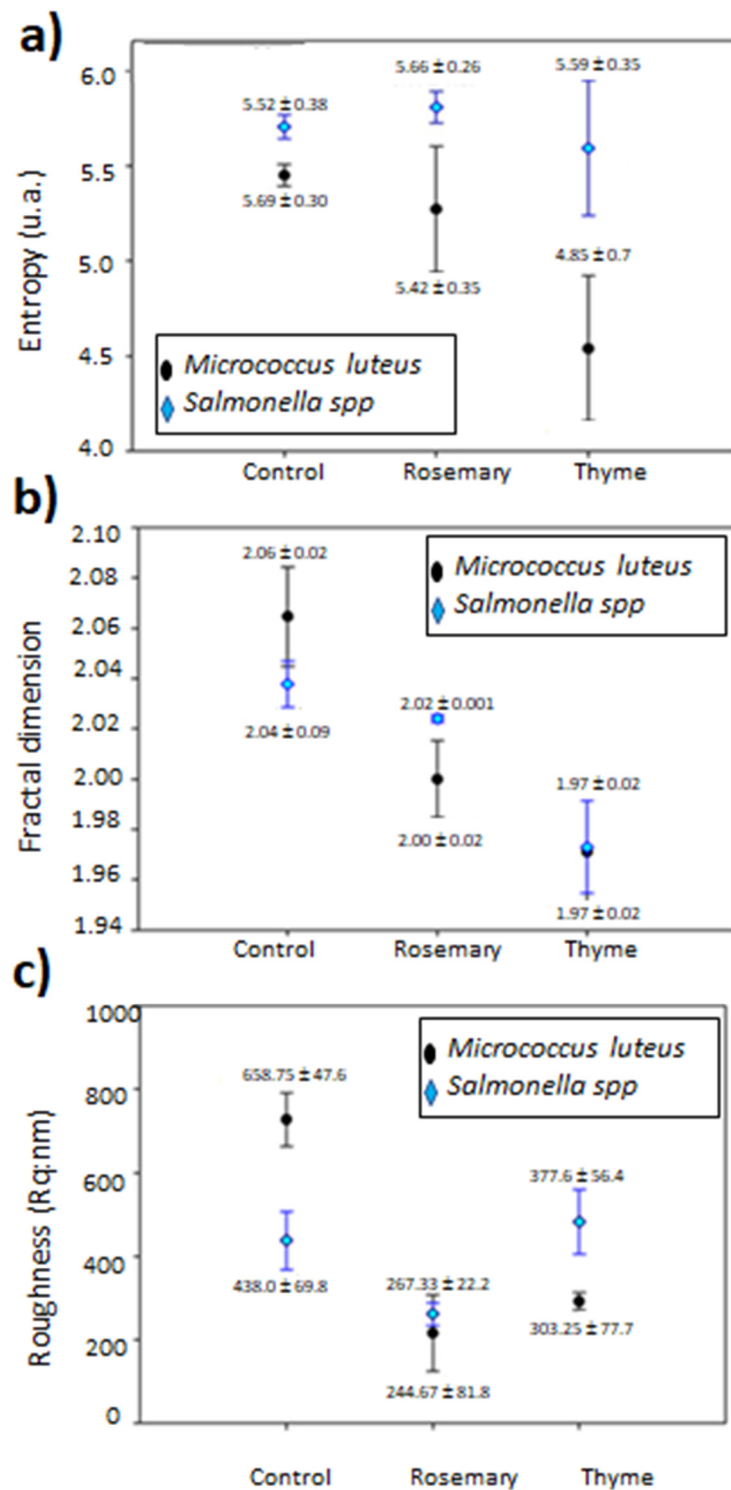 a)
Entropy (u.a.)
6.0
5.5
5.0
4.5
4.0
5.52 ± 0.38
5.66 ± 0.26
5.59 ± 0.35
5.69 ± 0.30
5.42 ± 0.35
4.85 ± 0.7
Micrococcus luteus
Salmonella spp
Control Rosemary Thyme
b)
Fractal dimension
2.10
2.08
2.06
2.04
2.02
2.00
1.98
1.96
1.94
2.06 ± 0.02
2.04 ± 0.09
2.02 ± 0.001
2.00 ± 0.02
1.97 ± 0.02
1.97 ± 0.02
Micrococcus luteus
Salmonella spp
Control Rosemary Thyme
c)
Roughness (Rq:nm)
1000
800
600
400
200
0
658.75 ± 47.6
438.0 ± 69.8
267.33 ± 22.2
244.67 ± 81.8
377.6 ± 56.4
303.25 ± 77.7
Micrococcus luteus
Salmonella spp
Control Rosemary Thyme